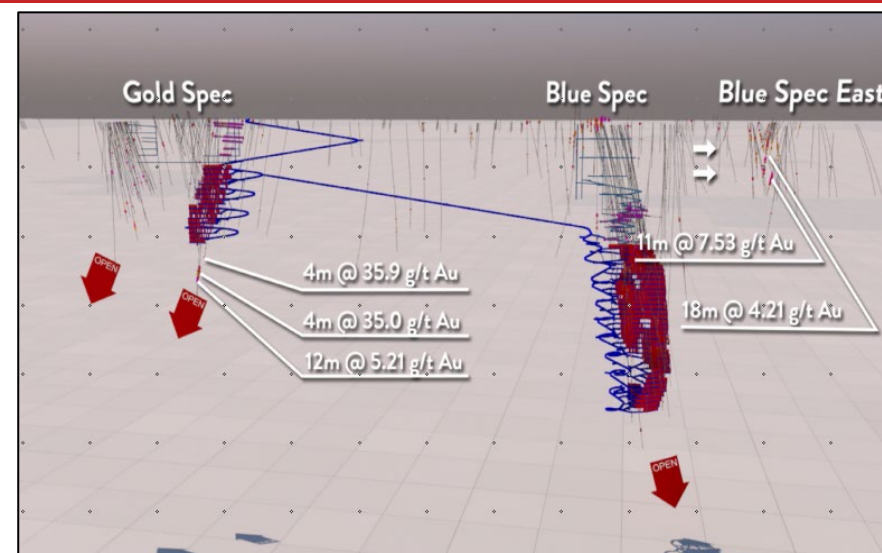 Gold Spec
Blue Spec
Blue Spec East
11m @ 7.53 g/t Au
OPEN
4m @ 35.9 g/t Au
OPEN
18m @ 4.21 g/t Au
4m @ 35.0 g/t Au
12m @ 5.21 g/t Au
OPEN